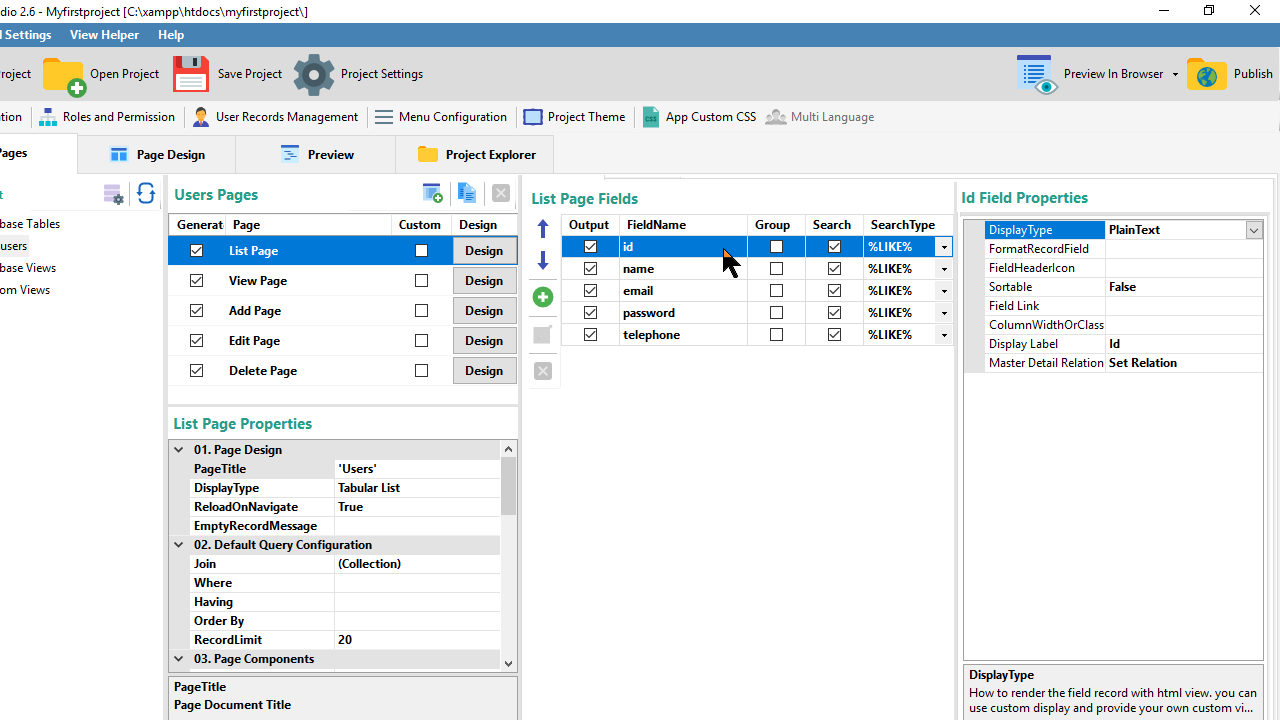 dio 2.6 - Myfirstproject [C:\xampp\htdocs\myfirstproject\]
l Settings View Helper Help
roject Open Project Save Project Project Settings Preview In Browser Publish
tion Roles and Permission User Records Management Menu Configuration Project Theme css App Custom CSS Multi Language
Pages Page Design Preview Project Explorer
t
base Tables
users
base Views
om Views
Users Pages
Generat Page Custom Design
List Page Design
View Page Design
Add Page Design
Edit Page Design
Delete Page Design
List Page Properties
01. Page Design
PageTitle 'Users'
DisplayType Tabular List
ReloadOnNavigate True
EmptyRecordMessage
02. Default Query Configuration
Join (Collection)
Where
Having
Order By
RecordLimit 20
03. Page Components
PageTitle
Page Document Title
List Page Fields
Output FieldName Group Search SearchType
id %LIKE%
name %LIKE%
email %LIKE%
password %LIKE%
telephone %LIKE%
Id Field Properties
DisplayType PlainText
FormatRecordField
FieldHeaderIcon
Sortable False
Field Link
ColumnWidthOrClass
Display Label Id
Master Detail Relation Set Relation
DisplayType
How to render the field record with html view. you can
use custom display and provide your own custom vi...